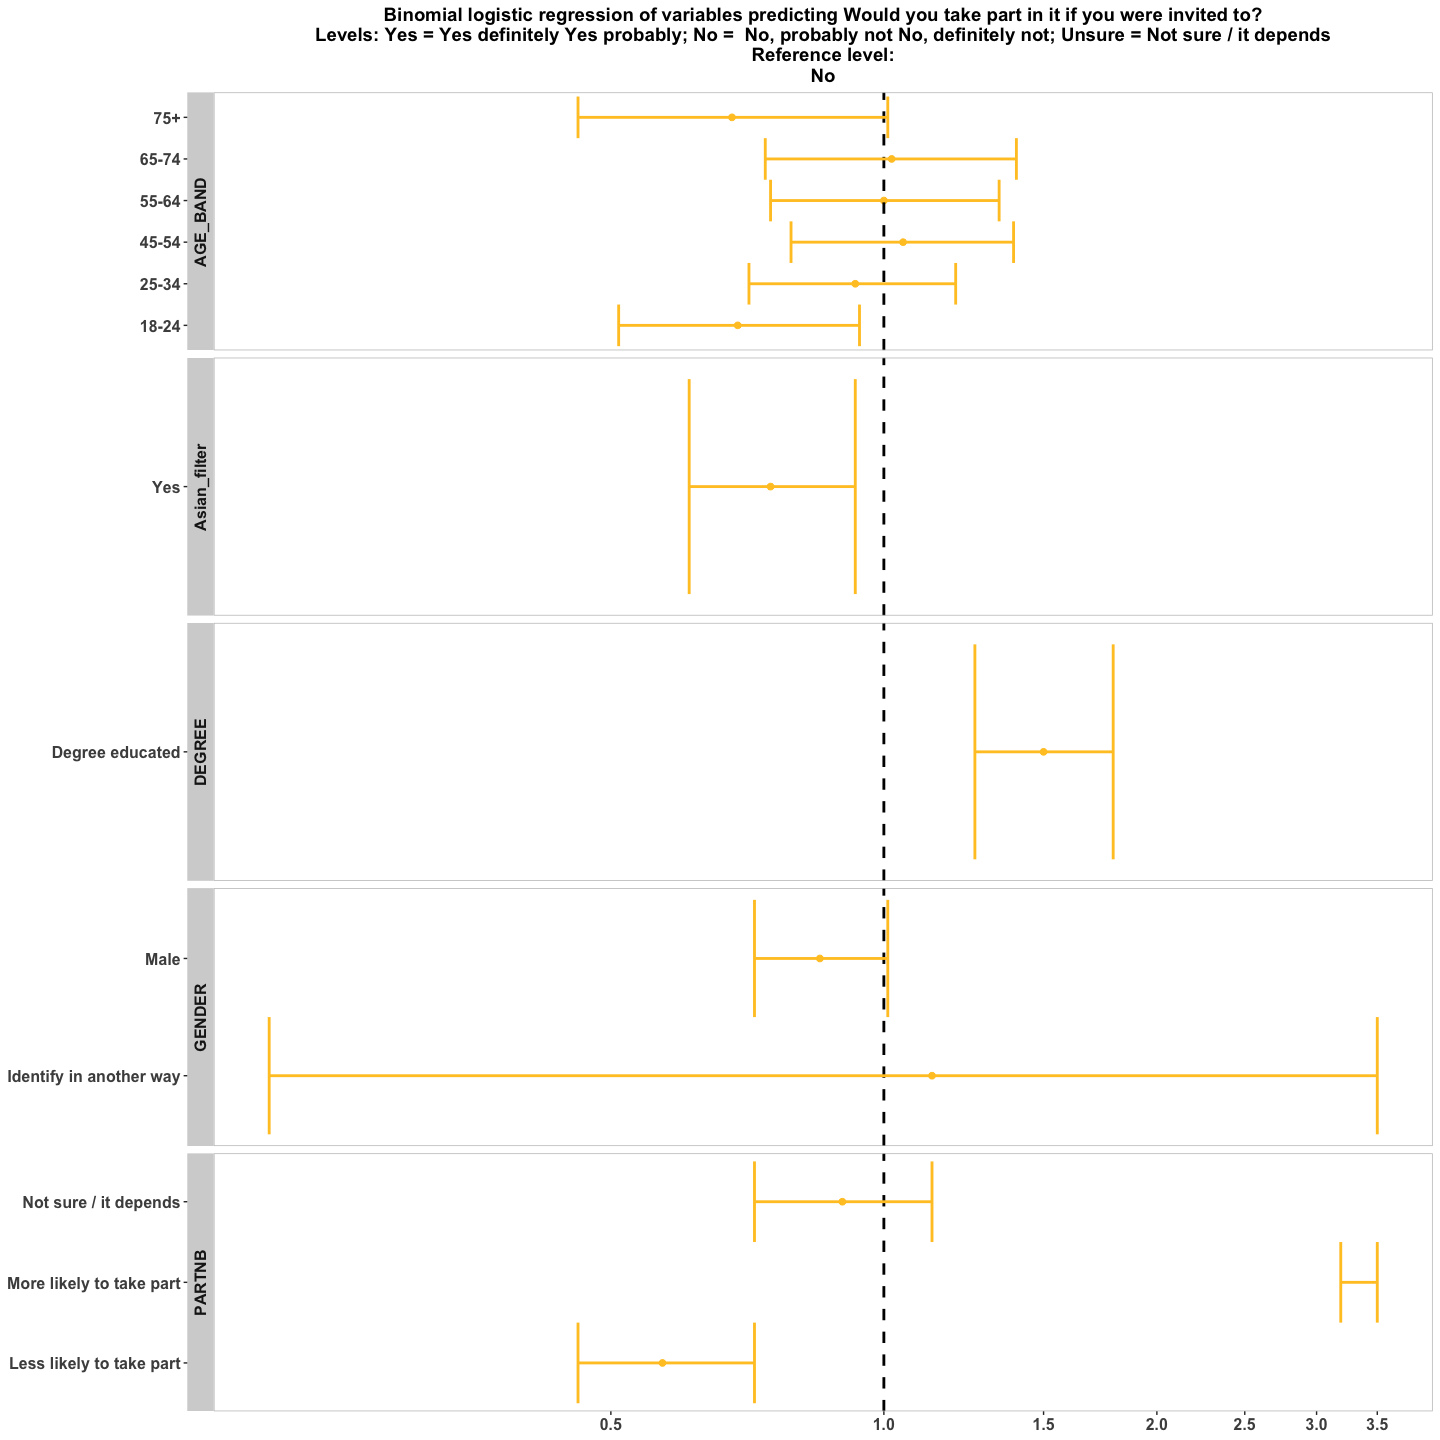 Binomial logistic regression of variables predicting Would you take part in it if you were invited to?
Levels: Yes = Yes definitely Yes probably; No =  No, probably not No, definitely not; Unsure = Not sure / it depends
Reference level:
No
AGE_BAND
75+
65-74
55-64
45-54
25-34
18-24
Asian_filter
Yes
DEGREE
Degree educated
GENDER
Male
Identify in another way
PARTNB
Not sure / it depends
More likely to take part
Less likely to take part
0.5 1.0 1.5 2.0 2.5 3.0 3.5